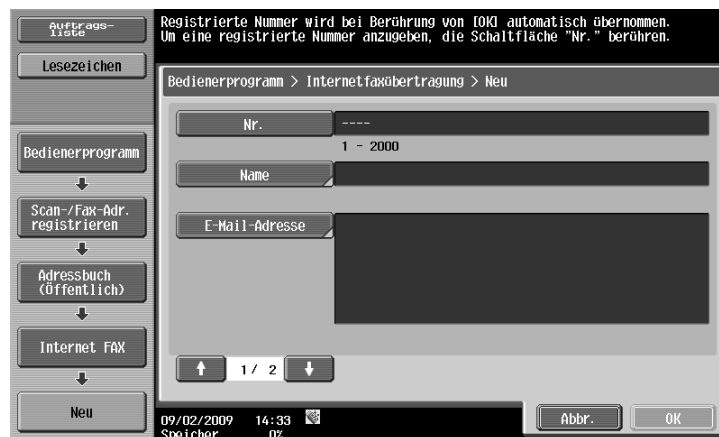 Auftrags-
liste
Lesezeichen
Registrierte Nummer wird bei Berührung von [OK] automatisch übernommen.
Um eine registrierte Nummer anzugeben, die Schaltfläche "Nr." berühren.
Bedienerprogramm > Internetfaxübertragung > Neu
Nr.
----
1 - 2000
Name
E-Mail-Adresse
Bedienerprogramm
Scan-/Fax-Adr.
registrieren
Adressbuch
(Öffentlich)
Internet FAX
Neu
1/ 2
09/02/2009 14:33
Speicher 0%
Abbr.
OK